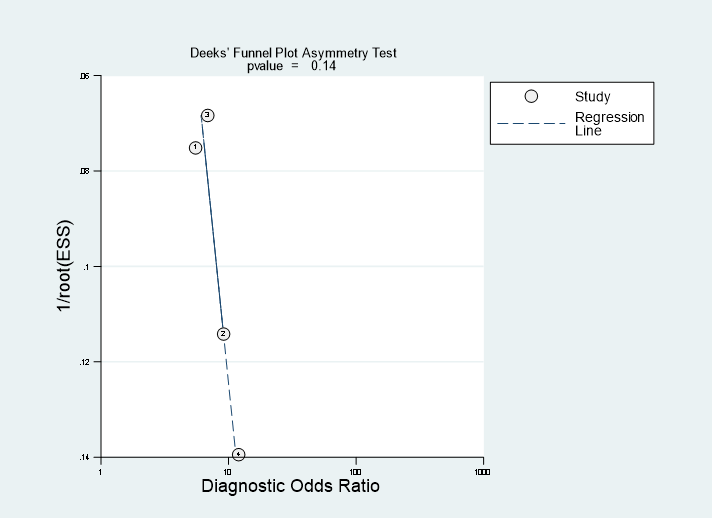 Deeks' Funnel Plot Asymmetry Test
pvalue = 0.14
Study
Regression
Line
.06
.08
.1
.12
.14
1/root(ESS)
3
1
2
4
1
10
100
1000
Diagnostic Odds Ratio